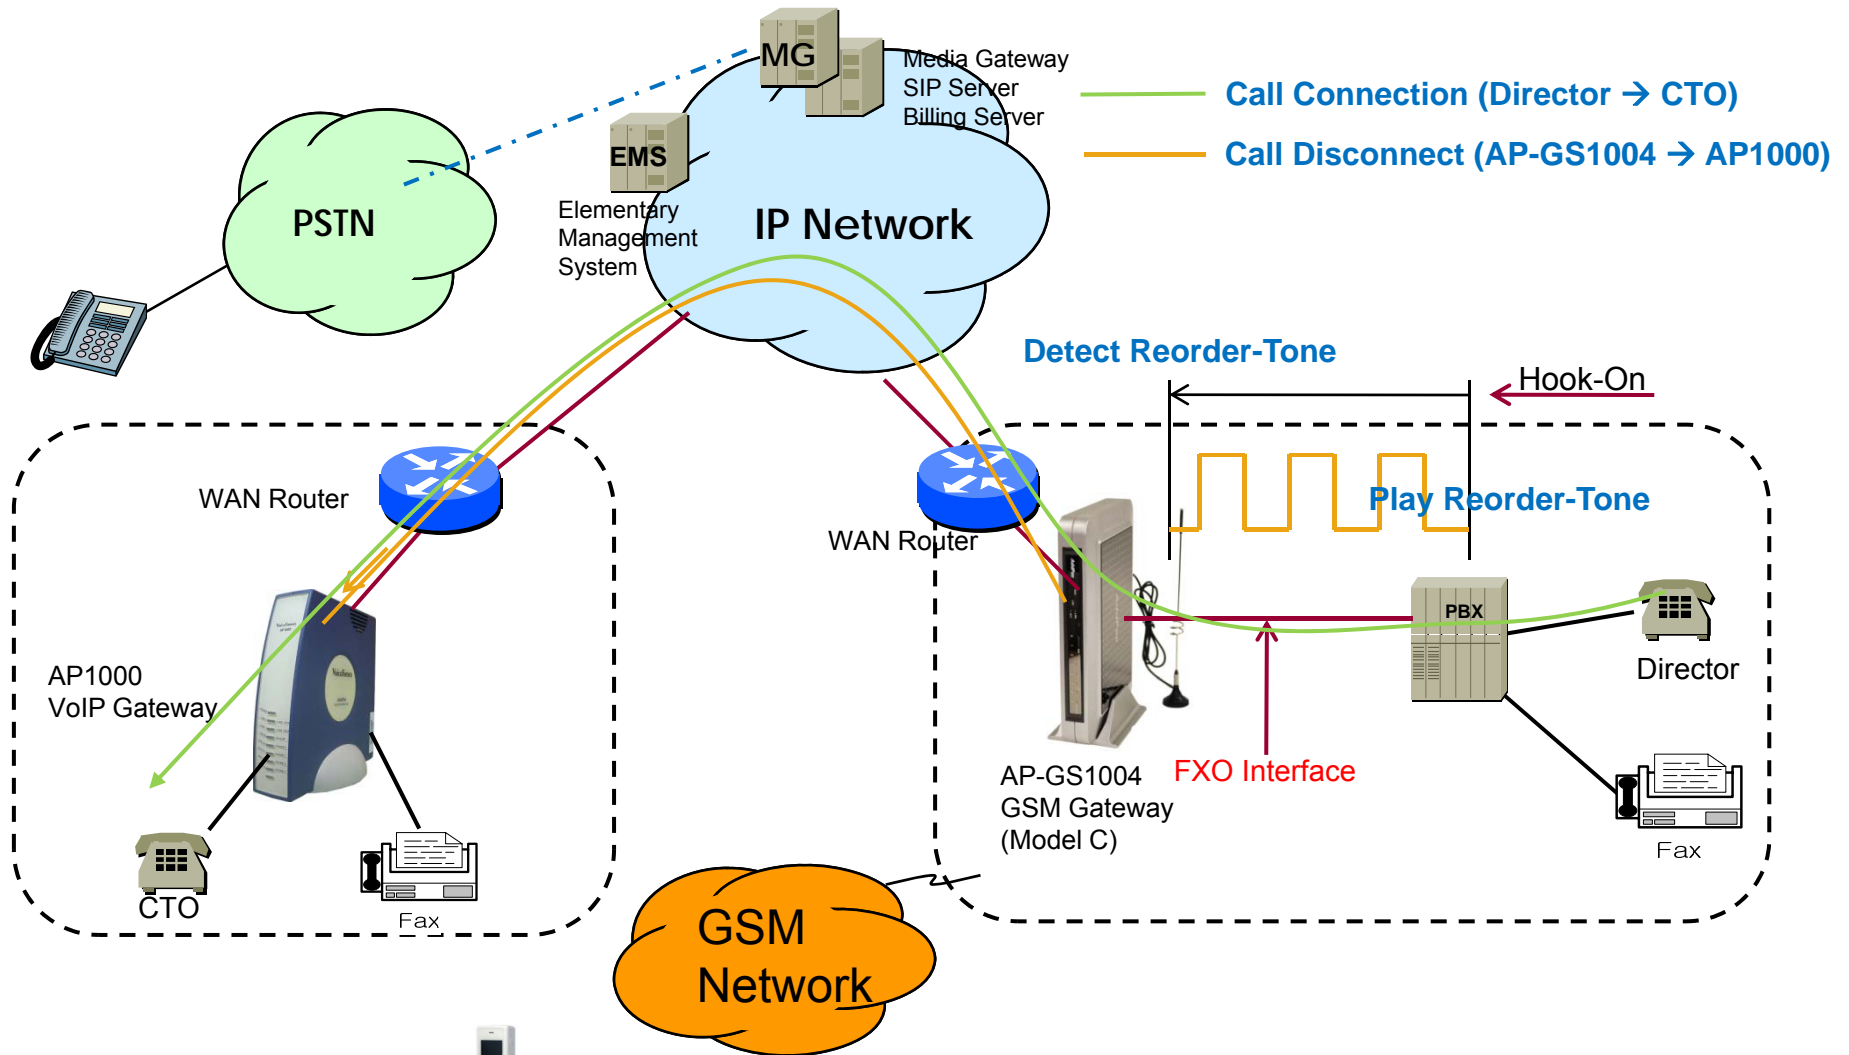 MG
Media Gateway
SIP Server
Billing Server
Call Connection (Director → CTO)
Call Disconnect (AP-GS1004 → AP1000)
EMS
Elementary
Management
System
PSTN
IP Network
Detect Reorder-Tone
Hook-On
WAN Router
Play Reorder-Tone
WAN Router
PBX
Director
AP1000
VoIP Gateway
FXO Interface
AP-GS1004
GSM Gateway
(Model C)
Fax
CTO
Fax
GSM
Network